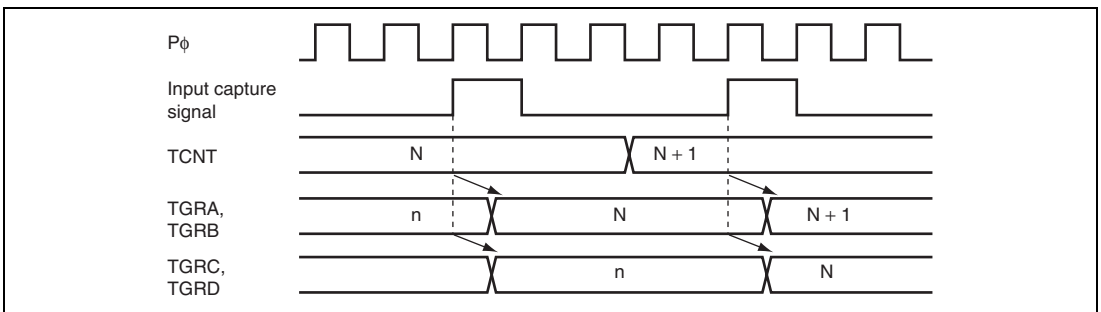 Pϕ
Input capture
signal
TCNT
N
N + 1
TGRA,
TGRB
n
N
N + 1
TGRC,
TGRD
n
N